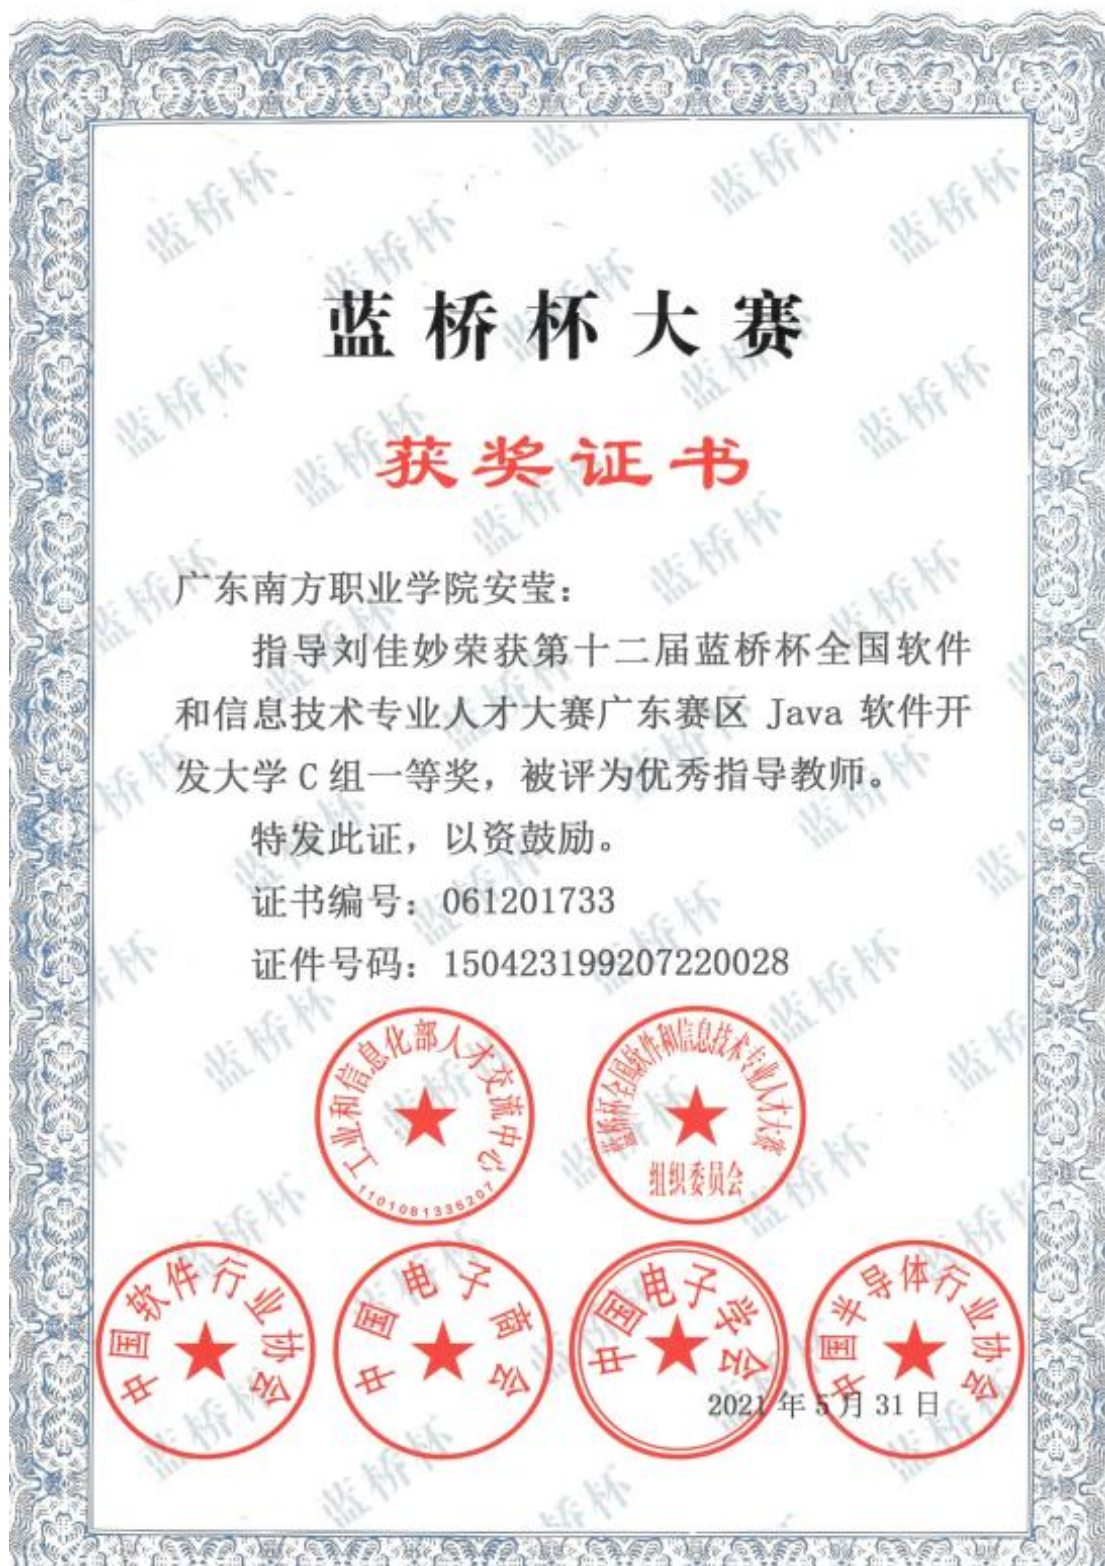 蓝桥杯大赛
获奖证书
广东南方职业学院安莹：
指导刘佳妙荣获第十二届蓝桥杯全国软件
和信息技术专业人才大赛广东赛区 Java 软件开
发大学 C 组一等奖，被评为优秀指导教师。
特发此证，以资鼓励。
证书编号：061201733
证件号码：150423199207220028
工业和信息化部人才交流中心
1101081336207
蓝桥杯全国软件和信息技术专业人才大赛
组织委员会
中国软件行业协会
中国电子商会
中国电子学会
中国半导体行业协会
2021 年 5 月 31 日
蓝桥杯